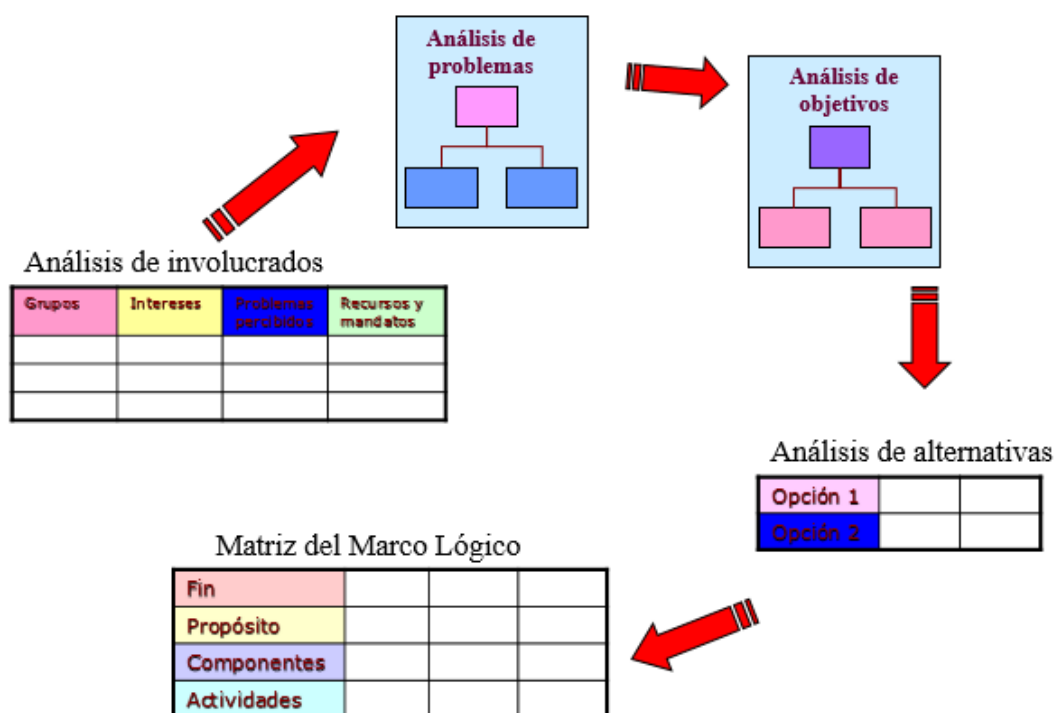 Análisis de
problemas
Análisis de
objetivos
Análisis de involucrados
Grupos Intereses Problemas Recursos y
percibidos mandatos
Análisis de alternativas
Opción 1
Opción 2
Matriz del Marco Lógico
Fin
Propósito
Componentes
Actividades